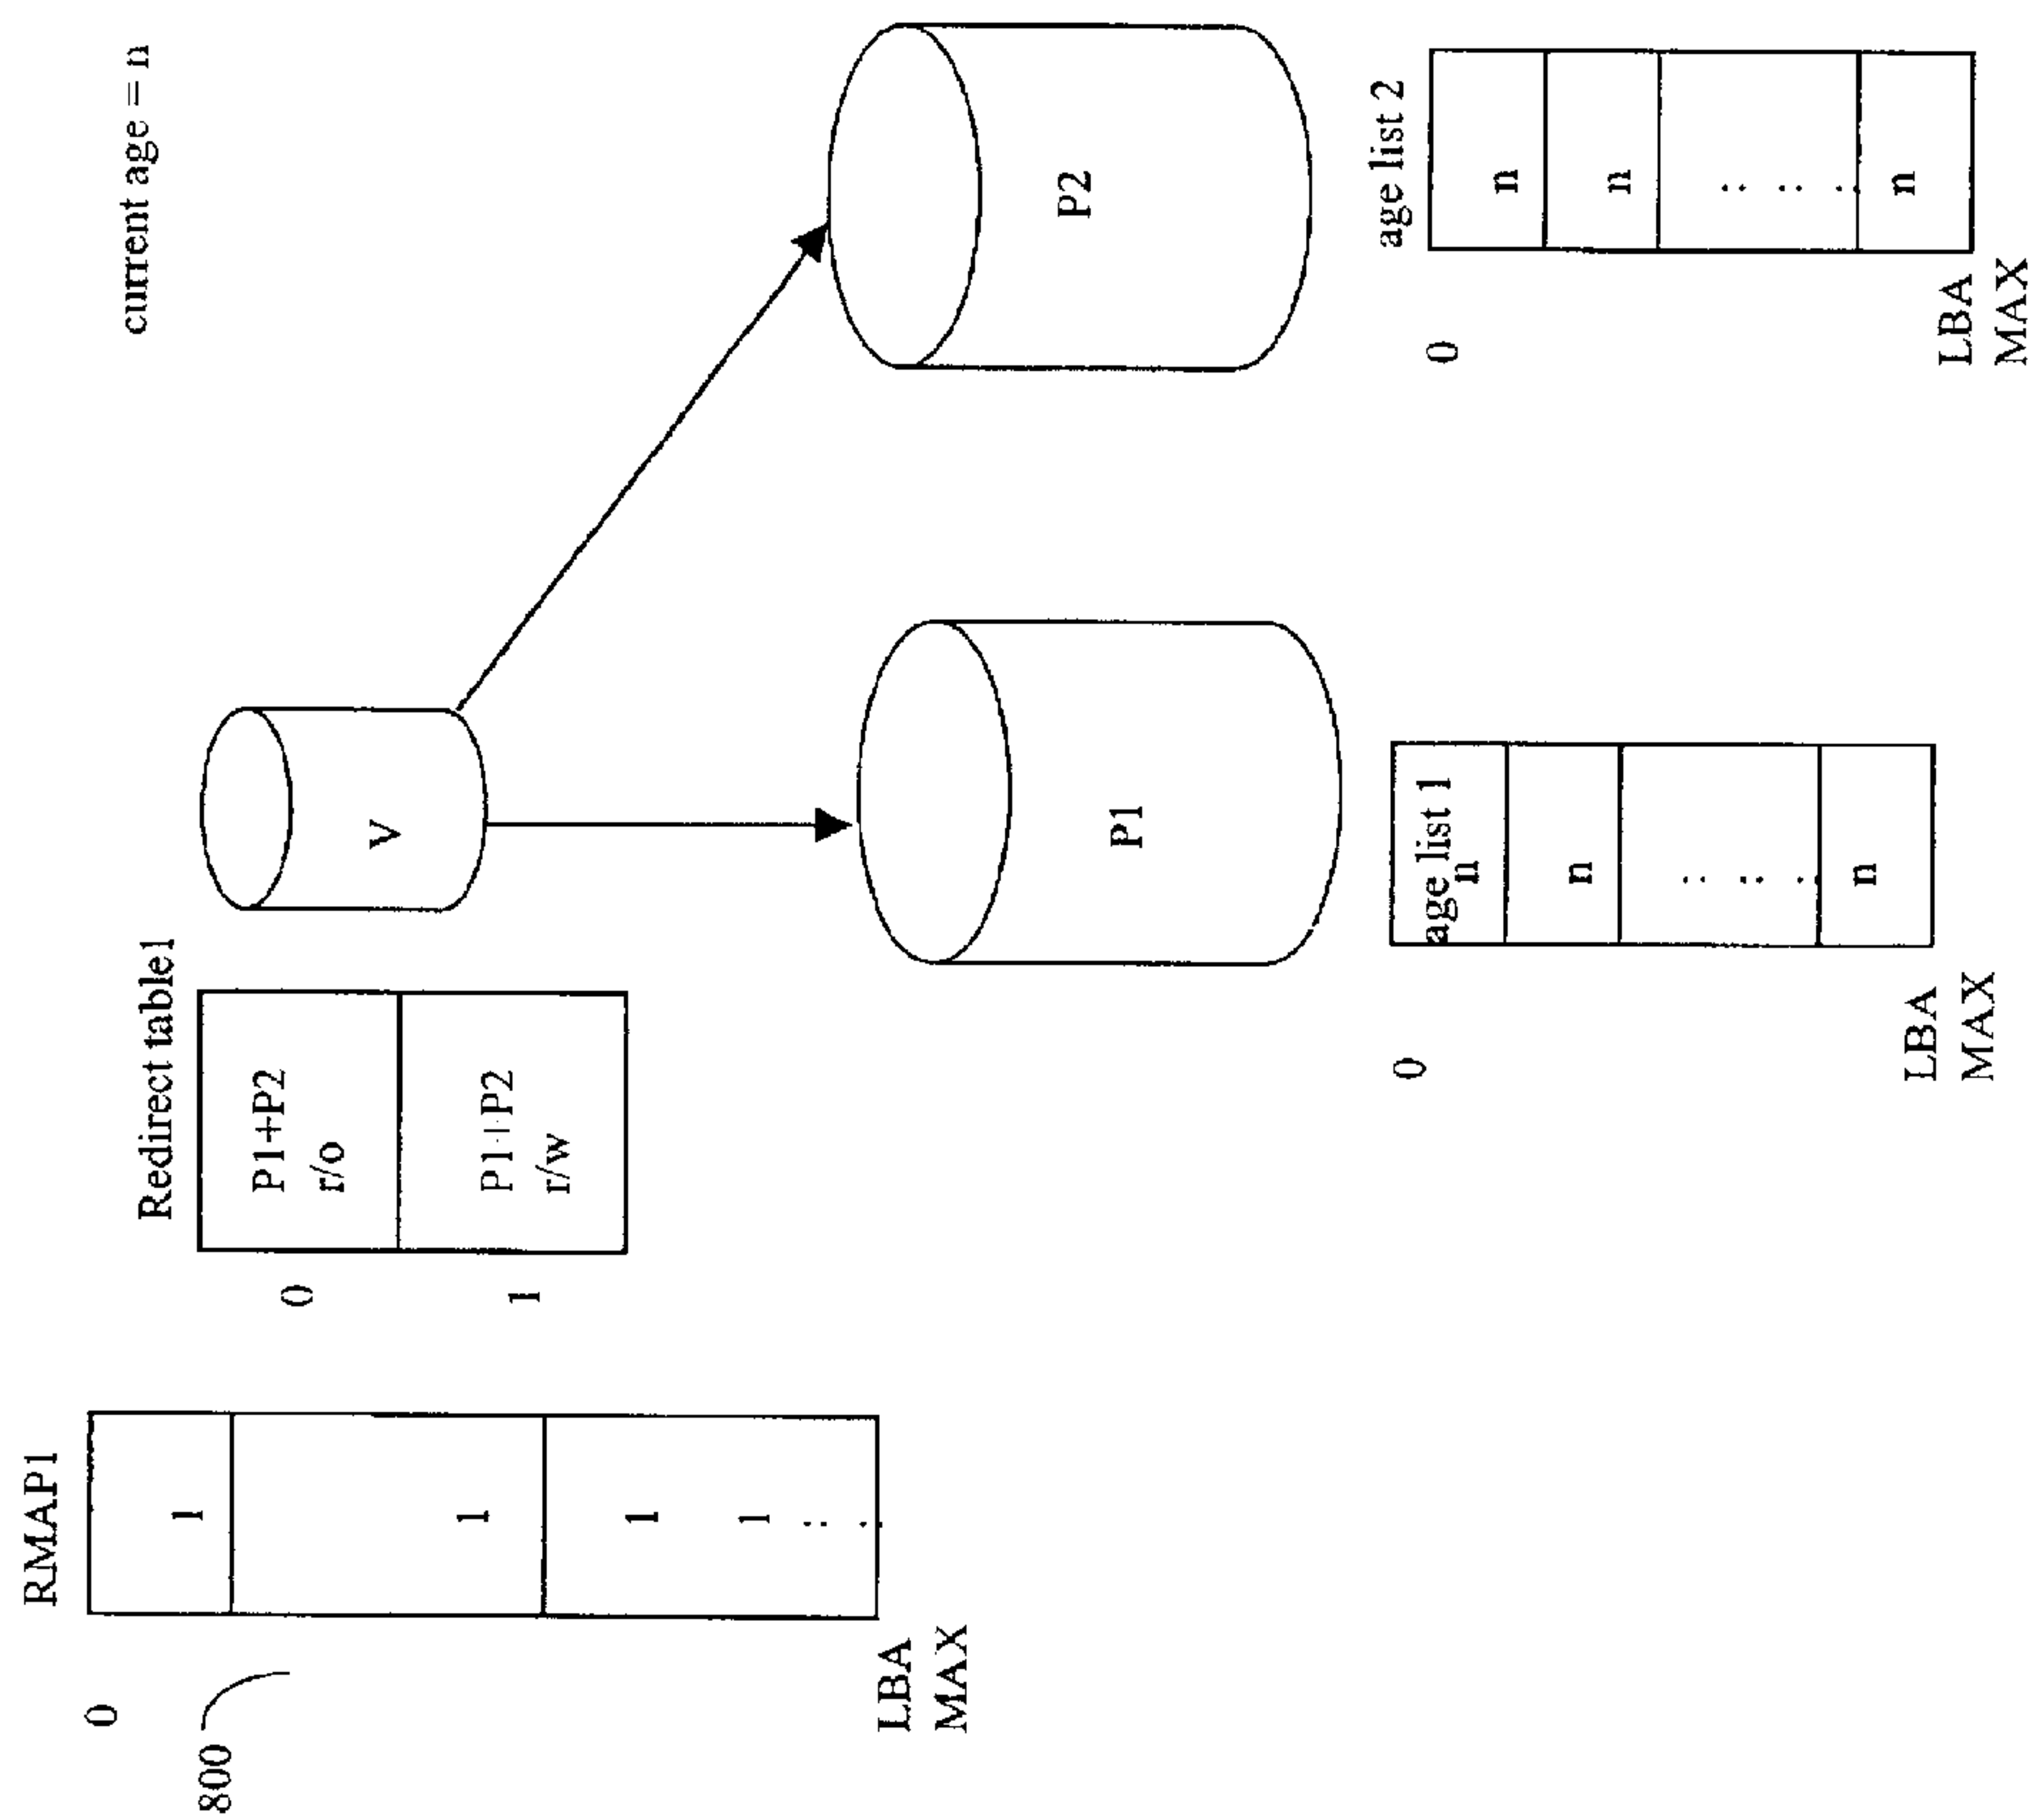 current age = n
Redirect table1
RMAP1
0
800
1
1
1
1
:
.
LBA
MAX
0
P1+P2
r/o
1
P1+P2
r/w
V
P1
P2
0
age list 1
n
n
: : .
n
LBA
MAX
age list 2
0
n
n
: : .
n
LBA
MAX